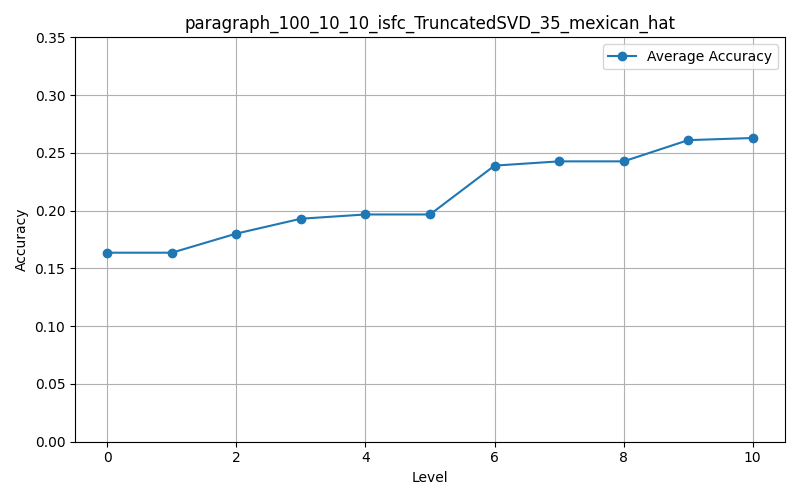 paragraph_100_10_10_isfc_TruncatedSVD_35_mexican_hat
Average Accuracy
Accuracy
0.35
0.30
0.25
0.20
0.15
0.10
0.05
0.00
0 2 4 6 8 10
Level